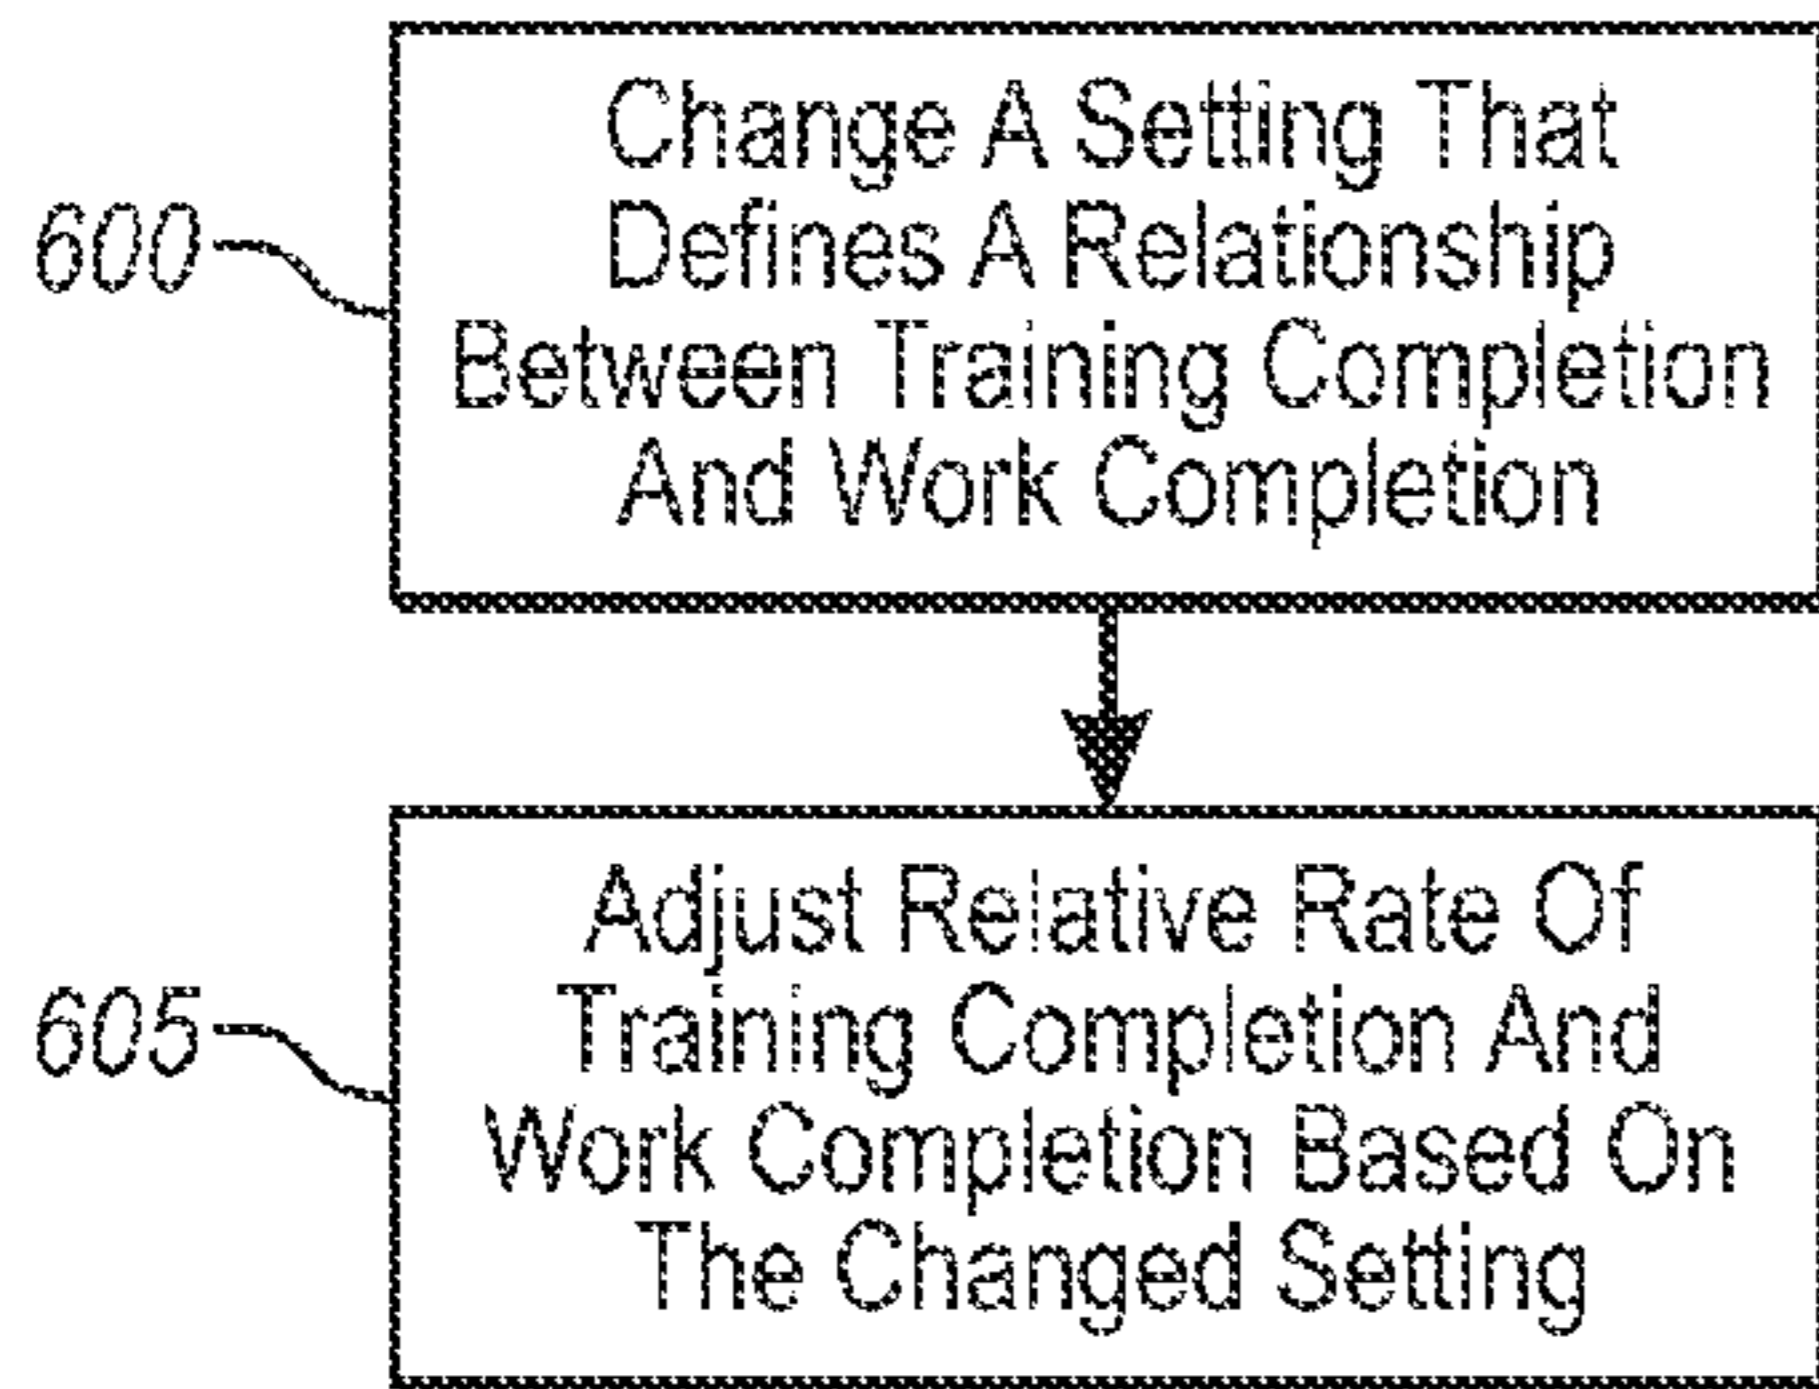 600
Change A Setting That
Defines A Relationship
Between Training Completion
And Work Completion
605
Adjust Relative Rate Of
Training Completion And
Work Completion Based On
The Changed Setting